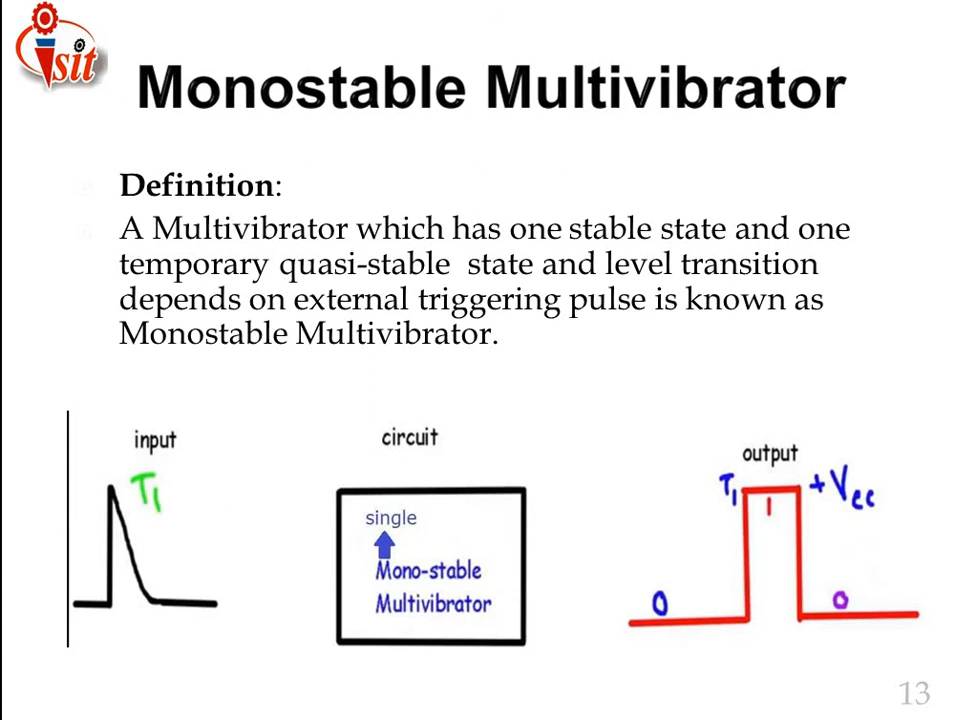 sit
Monostable Multivibrator
Definition:
A Multivibrator which has one stable state and one
temporary quasi-stable state and level transition
depends on external triggering pulse is known as
Monostable Multivibrator.
input
T1
circuit
single
Mono-stable
Multivibrator
output
T1
+Vcc
1
0
0
13